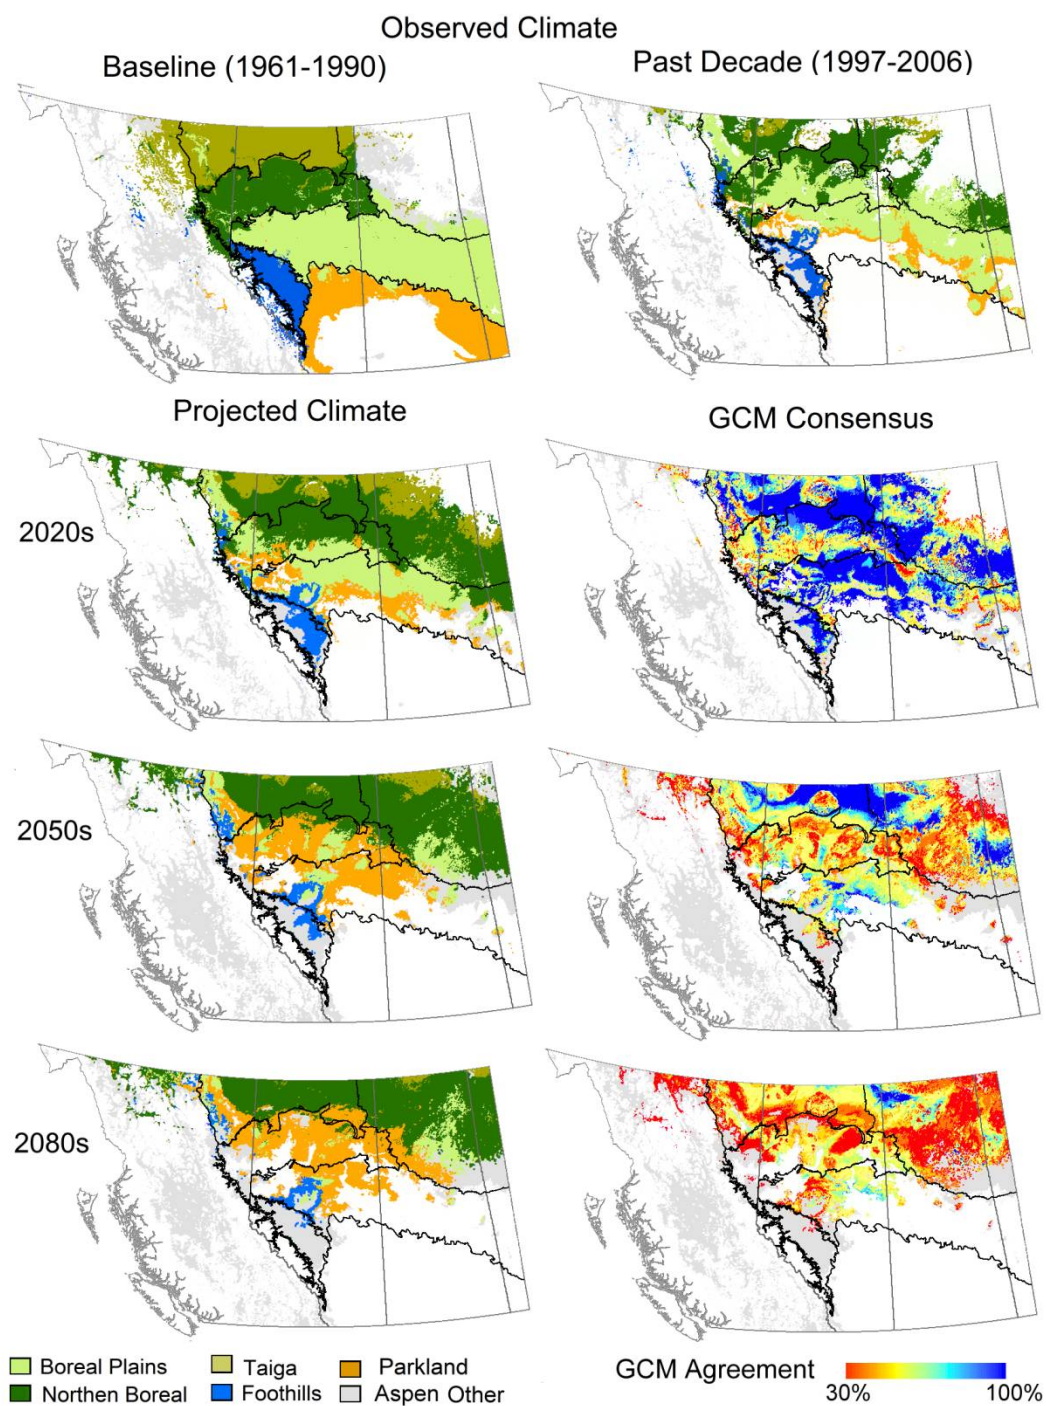 Observed Climate
Baseline (1961-1990)
Past Decade (1997-2006)
Projected Climate
GCM Consensus
2020s
2050s
2080s
Boreal Plains
Taiga
Parkland
Northen Boreal
Foothills
Aspen Other
GCM Agreement
30%
100%